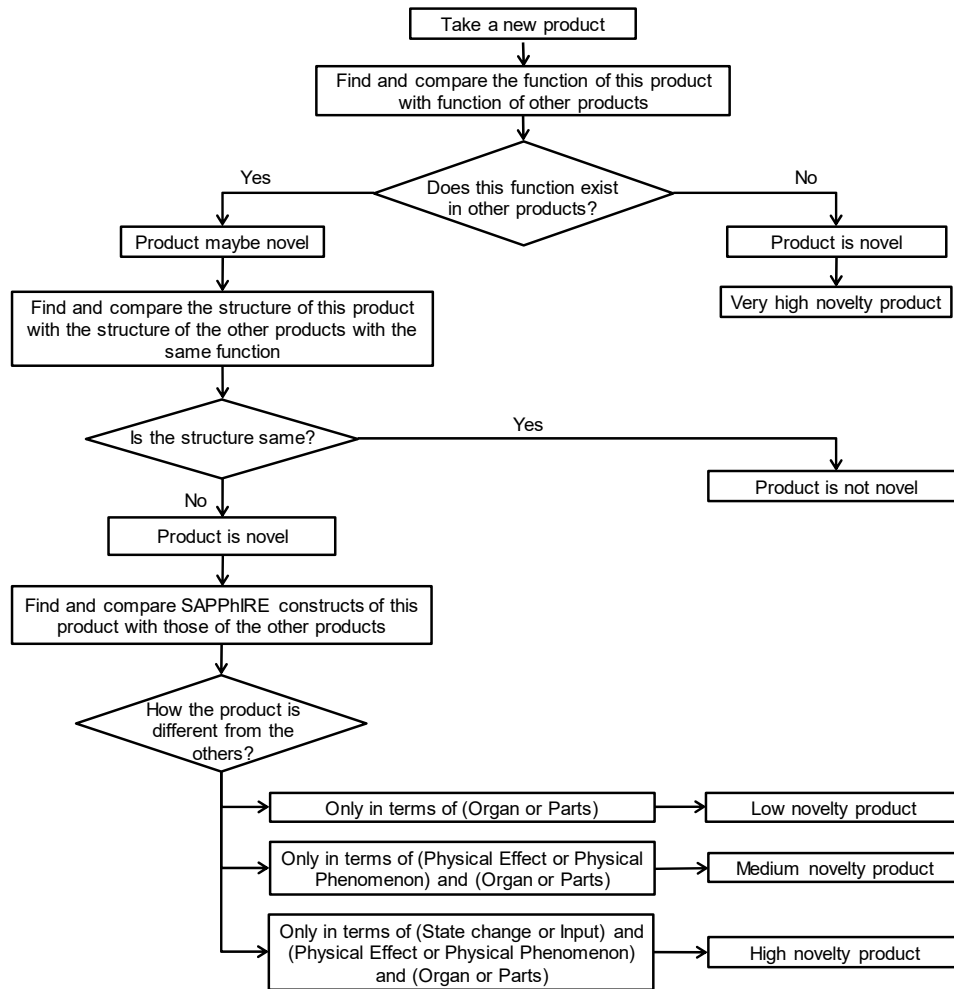 Take a new product
Find and compare the function of this product
with function of other products
Does this function exist
in other products?
Yes
No
Product maybe novel
Product is novel
Very high novelty product
Find and compare the structure of this product
with the structure of the other products with the
same function
Is the structure same?
Yes
Product is not novel
No
Product is novel
Find and compare SAPPhIRE constructs of this
product with those of the other products
How the product is
different from the
others?
Only in terms of (Organ or Parts)
Low novelty product
Only in terms of (Physical Effect or Physical
Phenomenon) and (Organ or Parts)
Medium novelty product
Only in terms of (State change or Input) and
(Physical Effect or Physical Phenomenon)
and (Organ or Parts)
High novelty product